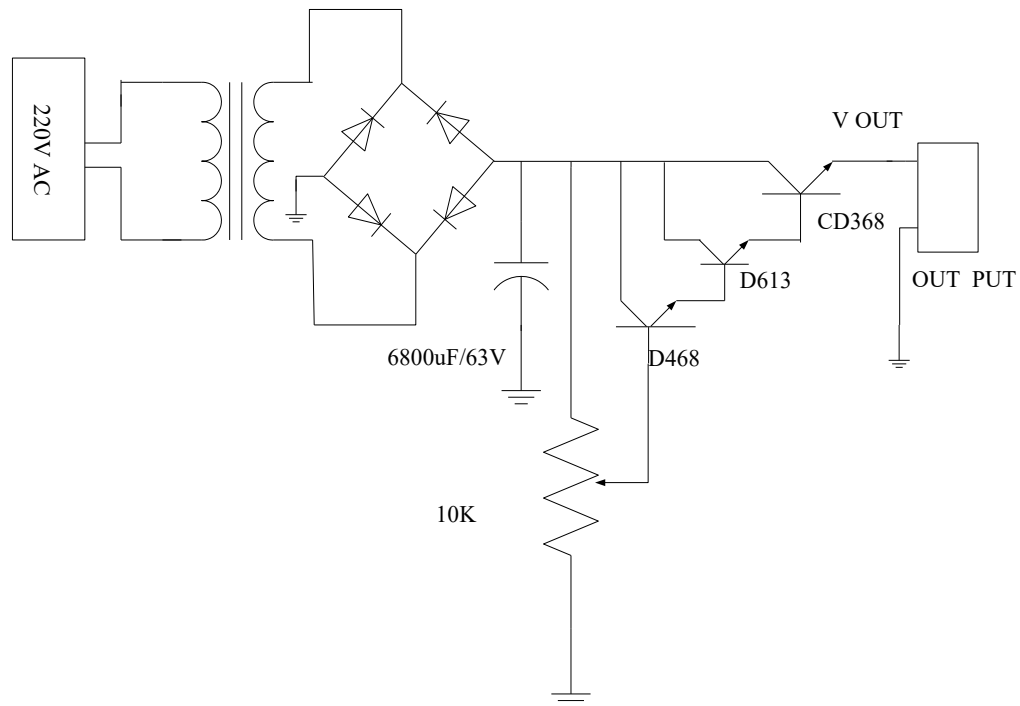 220V AC
V OUT
CD368
D613
OUT PUT
D468
6800uF/63V
10K